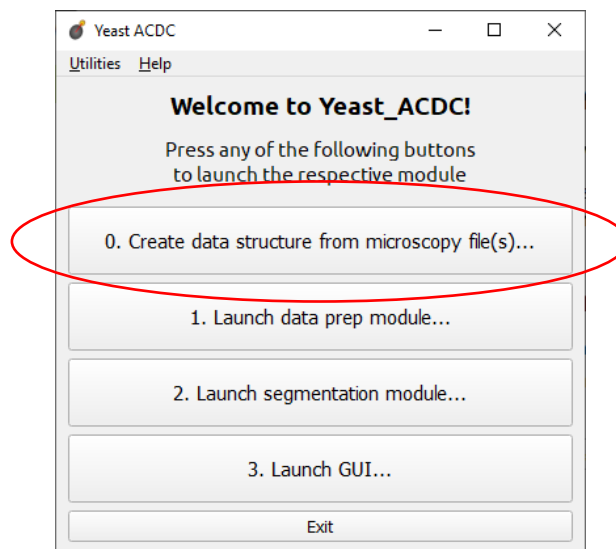 Yeast ACDC
Utilities Help
Welcome to Yeast_ACDC!
Press any of the following buttons
to launch the respective module
0. Create data structure from microscopy file(s)...
1. Launch data prep module...
2. Launch segmentation module...
3. Launch GUI...
Exit